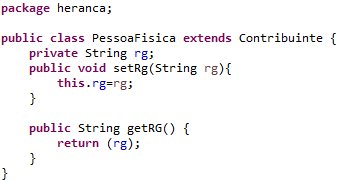 package heranca;
public class PessoaFisica extends Contribuinte {
private String rg;
public void setRg(String rg){
this.rg=rg;
}
public String getRG() {
return (rg);
}
}